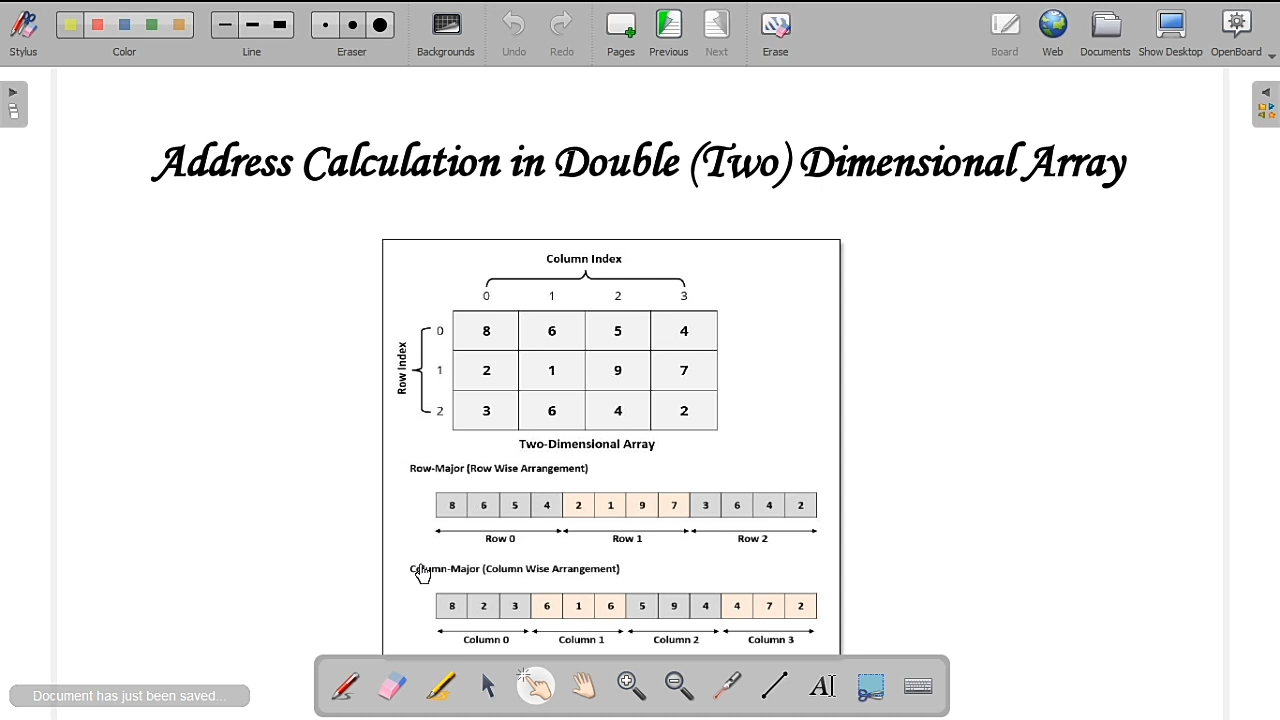 Stylus Color Line Eraser Backgrounds Undo Redo Pages Previous Next Erase Board Web Documents Show Desktop OpenBoard
Address Calculation in Double (Two) Dimensional Array
Column Index
0 1 2 3
Row Index
0 8 6 5 4
1 2 1 9 7
2 3 6 4 2
Two-Dimensional Array
Row-Major (Row Wise Arrangement)
8 6 5 4 2 1 9 7 3 6 4 2
Row 0 Row 1 Row 2
Column-Major (Column Wise Arrangement)
8 2 3 6 1 6 5 9 4 4 7 2
Column 0 Column 1 Column 2 Column 3
Document has just been saved...
AI